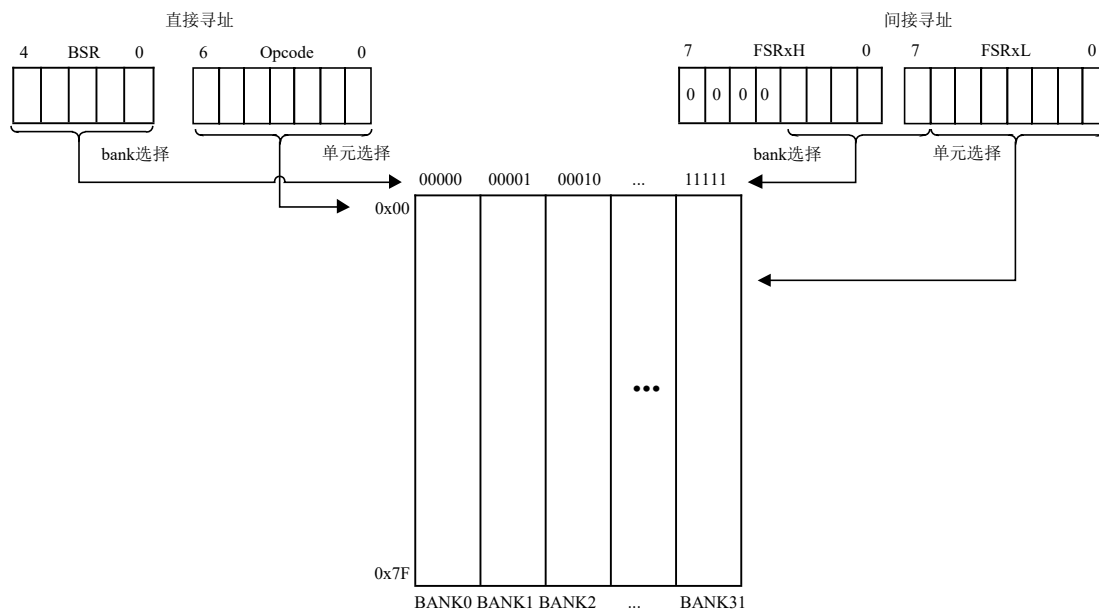 直接寻址
间接寻址
4 BSR 0
6 Opcode 0
7 FSRxH 0
7 FSRxL 0
0 0 0 0
bank选择
单元选择
bank选择
单元选择
00000 00001 00010 ... 11111
0x00
•••
0x7F
BANK0 BANK1 BANK2 ... BANK31